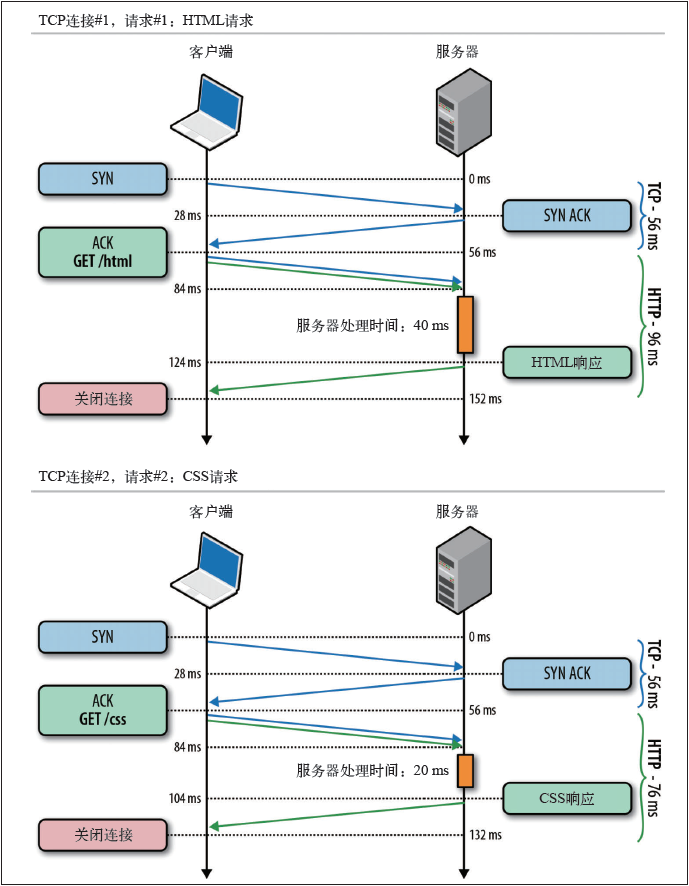 TCP连接#1，请求#1：HTML请求
客户端
服务器
SYN
0 ms
28 ms
SYN ACK
TCP - 56 ms
ACK
GET /html
56 ms
84 ms
服务器处理时间：40 ms
HTTP - 96 ms
124 ms
HTML响应
关闭连接
152 ms
TCP连接#2，请求#2：CSS请求
客户端
服务器
SYN
0 ms
28 ms
SYN ACK
TCP - 56 ms
ACK
GET /css
56 ms
84 ms
服务器处理时间：20 ms
HTTP - 76 ms
104 ms
CSS响应
关闭连接
132 ms